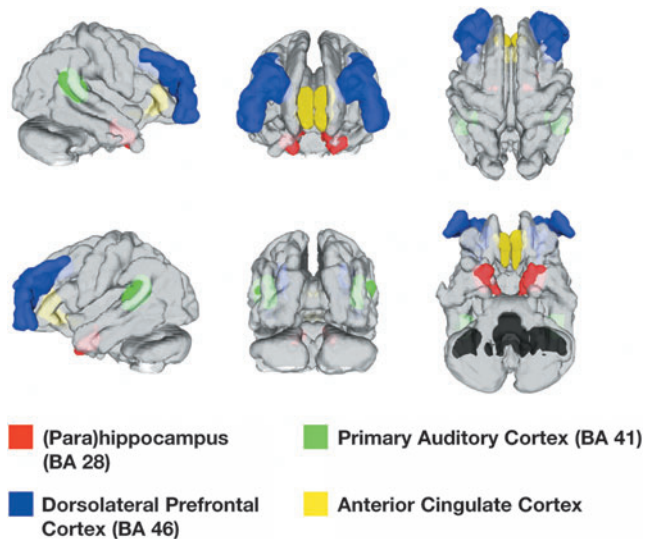 (Para)hippocampus
(BA 28)
Primary Auditory Cortex (BA 41)
Dorsolateral Prefrontal
Cortex (BA 46)
Anterior Cingulate Cortex